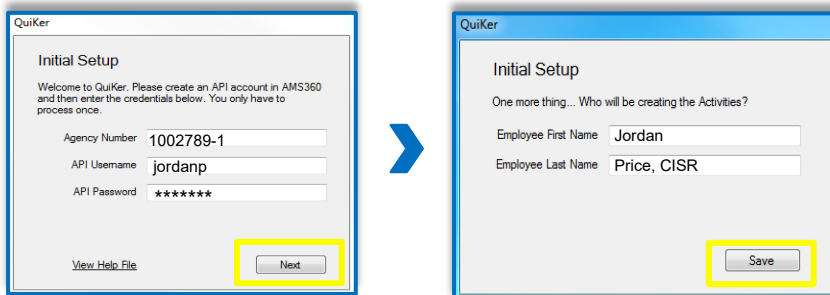 QuiKer
Initial Setup
Welcome to QuiKer. Please create an API account in AMS360
and then enter the credentials below. You only have to
process once.
Agency Number 1002789-1
API Username jordanp
API Password *******
View Help File Next
QuiKer
Initial Setup
One more thing... Who will be creating the Activities?
Employee First Name Jordan
Employee Last Name Price, CISR
Save